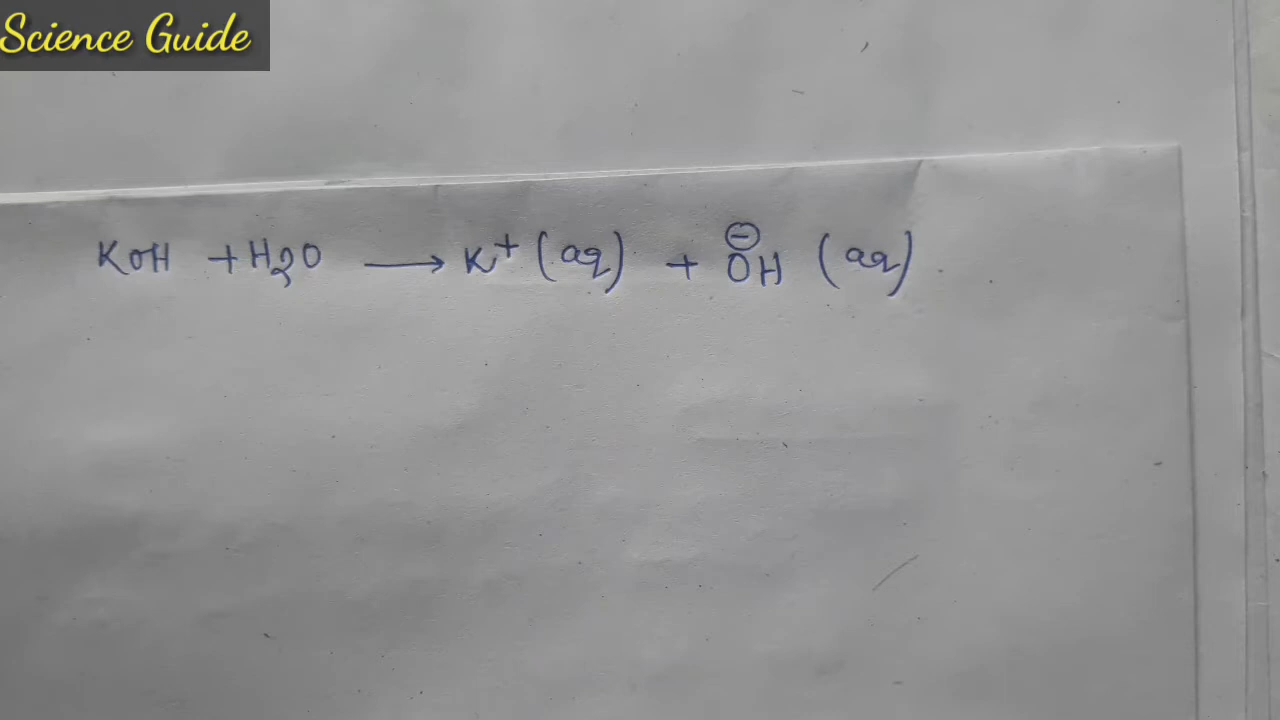 Science Guide
KOH + H2O ⟶ K⁺ (aq) + ⊖OH (aq)